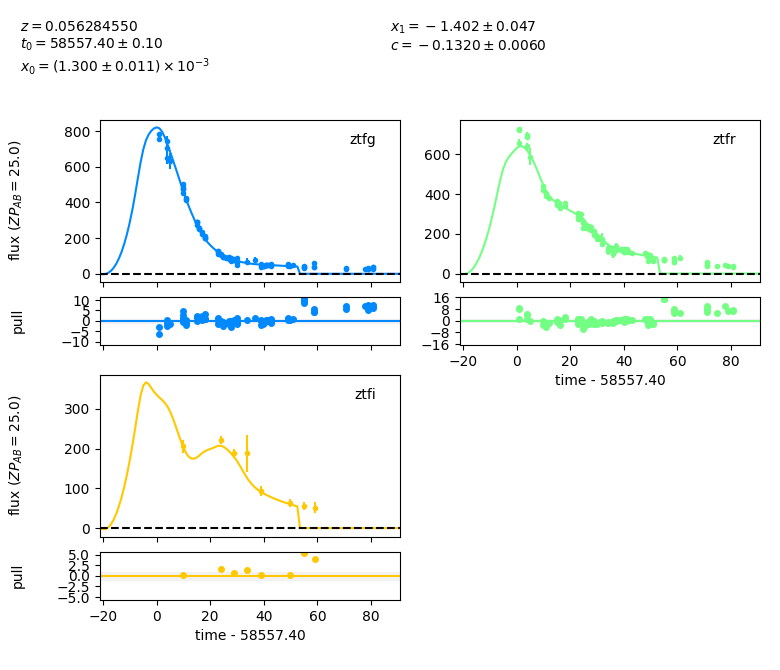 z = 0.056284550
t₀ = 58557.40 ± 0.10
x₀ = (1.300 ± 0.011) × 10⁻³
x₁ = −1.402 ± 0.047
c = −0.1320 ± 0.0060
ztfg
800
600
400
200
0
flux (ZP_AB = 25.0)
10
5
0
−5
−10
pull
ztfr
600
400
200
0
16
8
0
−8
−16
−20 0 20 40 60 80
time - 58557.40
ztfi
300
200
100
0
flux (ZP_AB = 25.0)
5.0
2.5
0.0
−2.5
−5.0
pull
−20 0 20 40 60 80
time - 58557.40